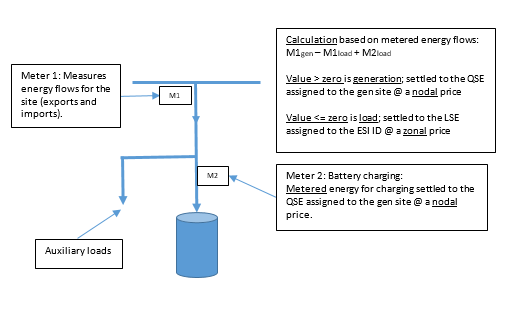 Calculation based on metered energy flows:
M1gen – M1load + M2load
Value > zero is generation; settled to the QSE
assigned to the gen site @ a nodal price
Value <= zero is load; settled to the LSE
assigned to the ESI ID @ a zonal price
Meter 1: Measures
energy flows for the
site (exports and
imports).
M1
M2
Meter 2: Battery charging:
Metered energy for charging settled to the
QSE assigned to the gen site @ a nodal
price.
Auxiliary loads